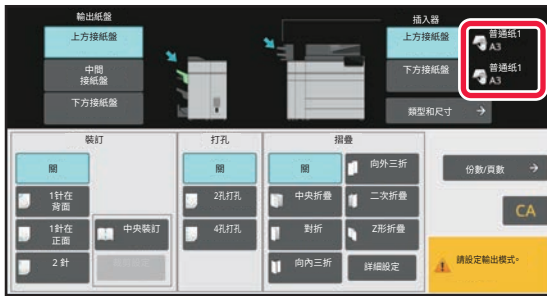 輸出紙盤
上方接紙盤
中間
接紙盤
下方接紙盤
插入器
上方接紙盤
普通纸1
A3
下方接紙盤
普通纸1
A3
類型和尺寸
裝訂
關
1針在
背面
1針在
正面
2 針
中央裝訂
打孔
關
2孔打孔
4孔打孔
摺疊
關
向外三折
中央折疊
二次折疊
對折
Z形折疊
向內三折
詳細設定
份數/頁數
CA
請設定輸出模式。